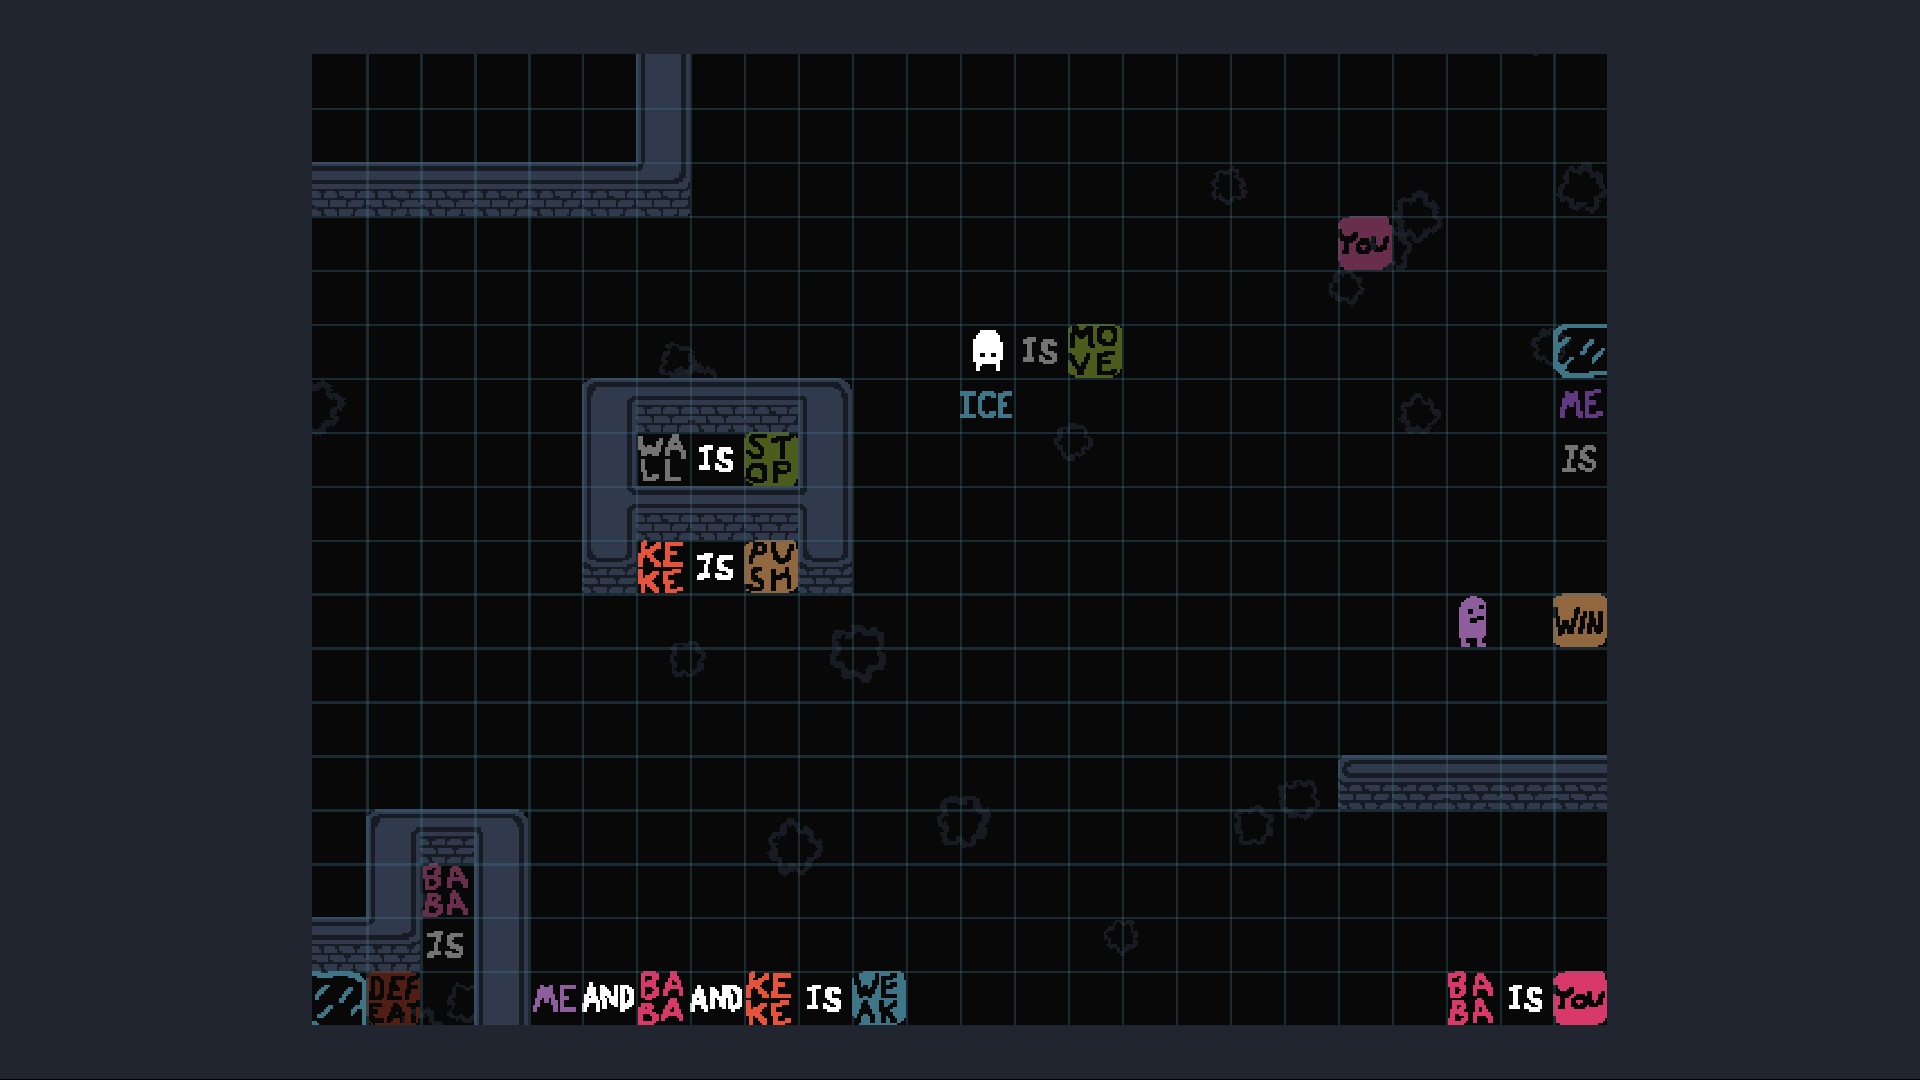 YOU
IS MOVE
ICE
ME
WALL IS STOP
IS
KEKE IS PUSH
WIN
BABA
IS
DEFEAT
ME AND BABA AND KEKE IS WEAK
BABA IS YOU